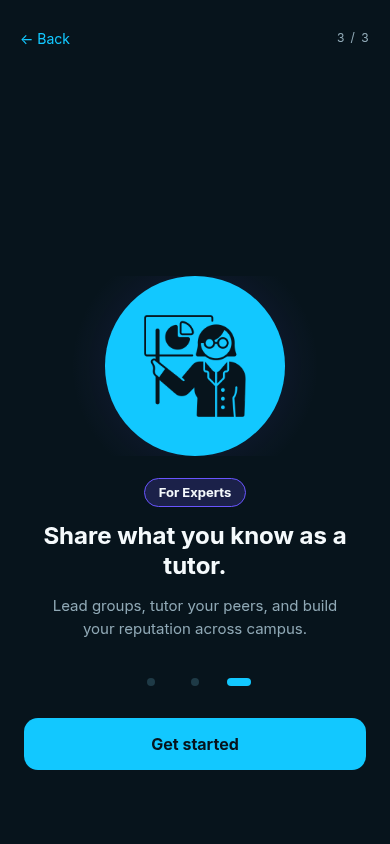 ← Back
3 / 3
For Experts
Share what you know as a
tutor.
Lead groups, tutor your peers, and build
your reputation across campus.
Get started